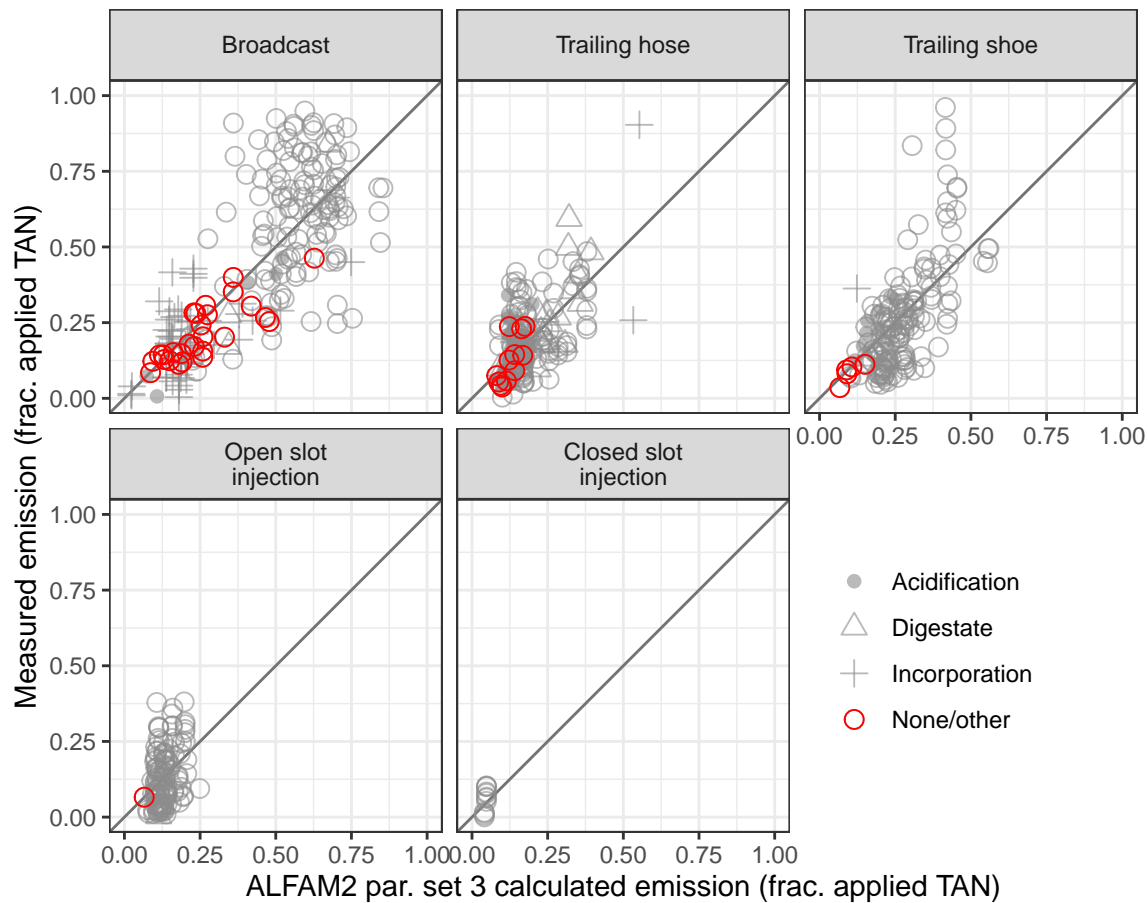 Broadcast
Trailing hose
Trailing shoe
1.00
0.75
0.50
0.25
0.00
0.00 0.25 0.50 0.75 1.00
Open slot
injection
Closed slot
injection
1.00
0.75
0.50
0.25
0.00
0.00 0.25 0.50 0.75 1.00
0.00 0.25 0.50 0.75 1.00
Measured emission (frac. applied TAN)
ALFAM2 par. set 3 calculated emission (frac. applied TAN)
Acidification
Digestate
Incorporation
None/other